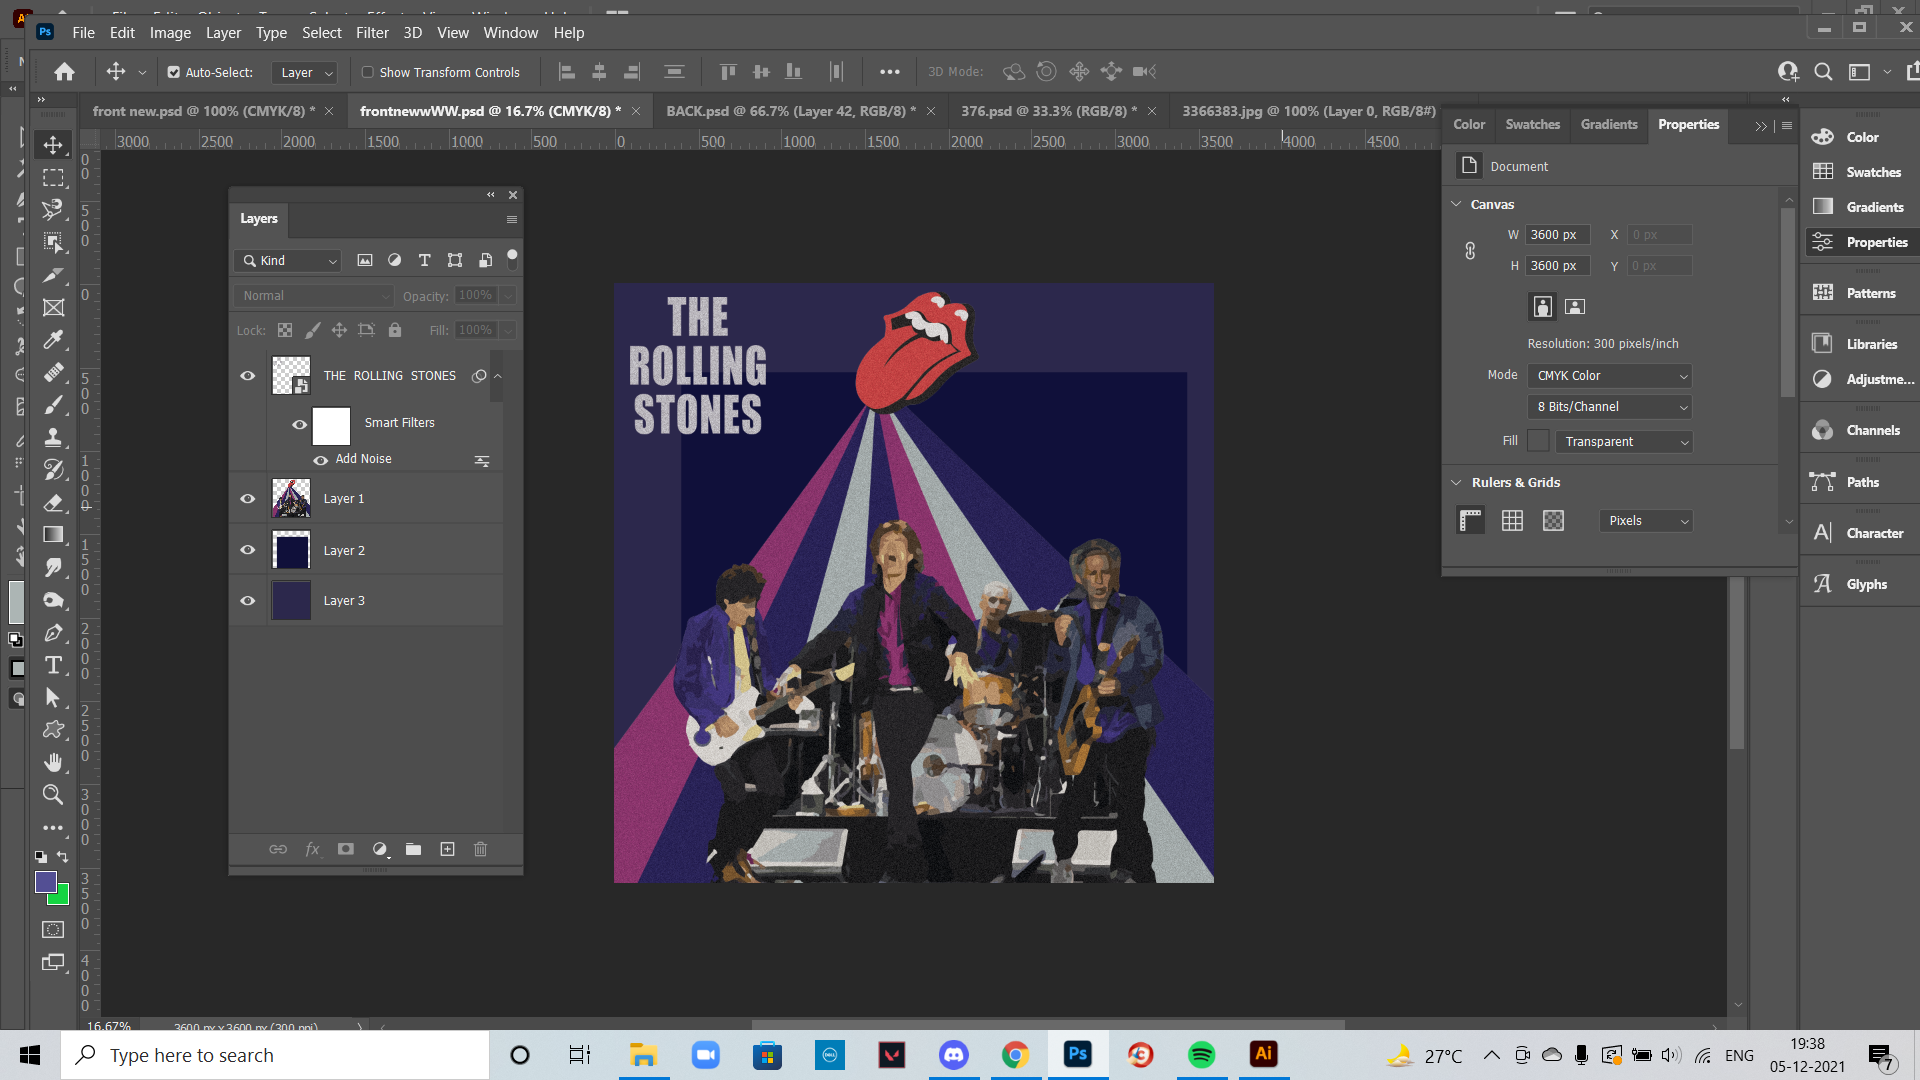 File Edit Image Layer Type Select Filter 3D View Window Help
Auto-Select: Layer Show Transform Controls 3D Mode:
front new.psd @ 100% (CMYK/8) * frontnewwWW.psd @ 16.7% (CMYK/8) * BACK.psd @ 66.7% (Layer 42, RGB/8) * 376.psd @ 33.3% (RGB/8) * 3366383.jpg @ 100% (Layer 0, RGB/8#)
3000 2500 2000 1500 1000 500 0 500 1000 1500 2000 2500 3000 3500 4000 4500
Layers
Kind
Normal Opacity: 100%
Lock: Fill: 100%
THE ROLLING STONES
Smart Filters
Add Noise
Layer 1
Layer 2
Layer 3
THE
ROLLING
STONES
Color Swatches Gradients Properties
Document
Canvas
W 3600 px X 0 px
H 3600 px Y 0 px
Resolution: 300 pixels/inch
Mode CMYK Color
8 Bits/Channel
Fill Transparent
Rulers & Grids
Pixels
Color
Swatches
Gradients
Properties
Patterns
Libraries
Adjustme...
Channels
Paths
Character
Glyphs
16.67% 3600 px x 3600 px (300 ppi)
Type here to search
27°C ENG
19:38
05-12-2021
7